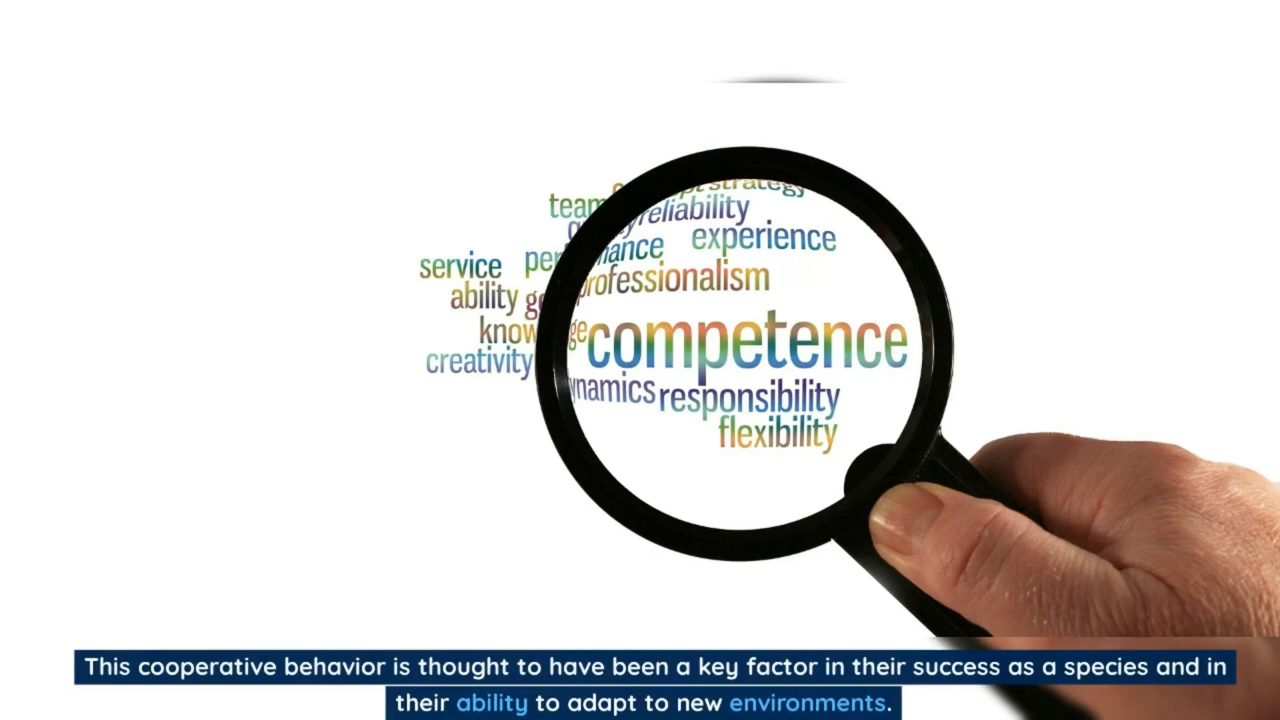 strategy
team
reliability
experience
service
professionalism
ability
competence
creativity
responsibility
flexibility
This cooperative behavior is thought to have been a key factor in their success as a species and in
their ability to adapt to new environments.